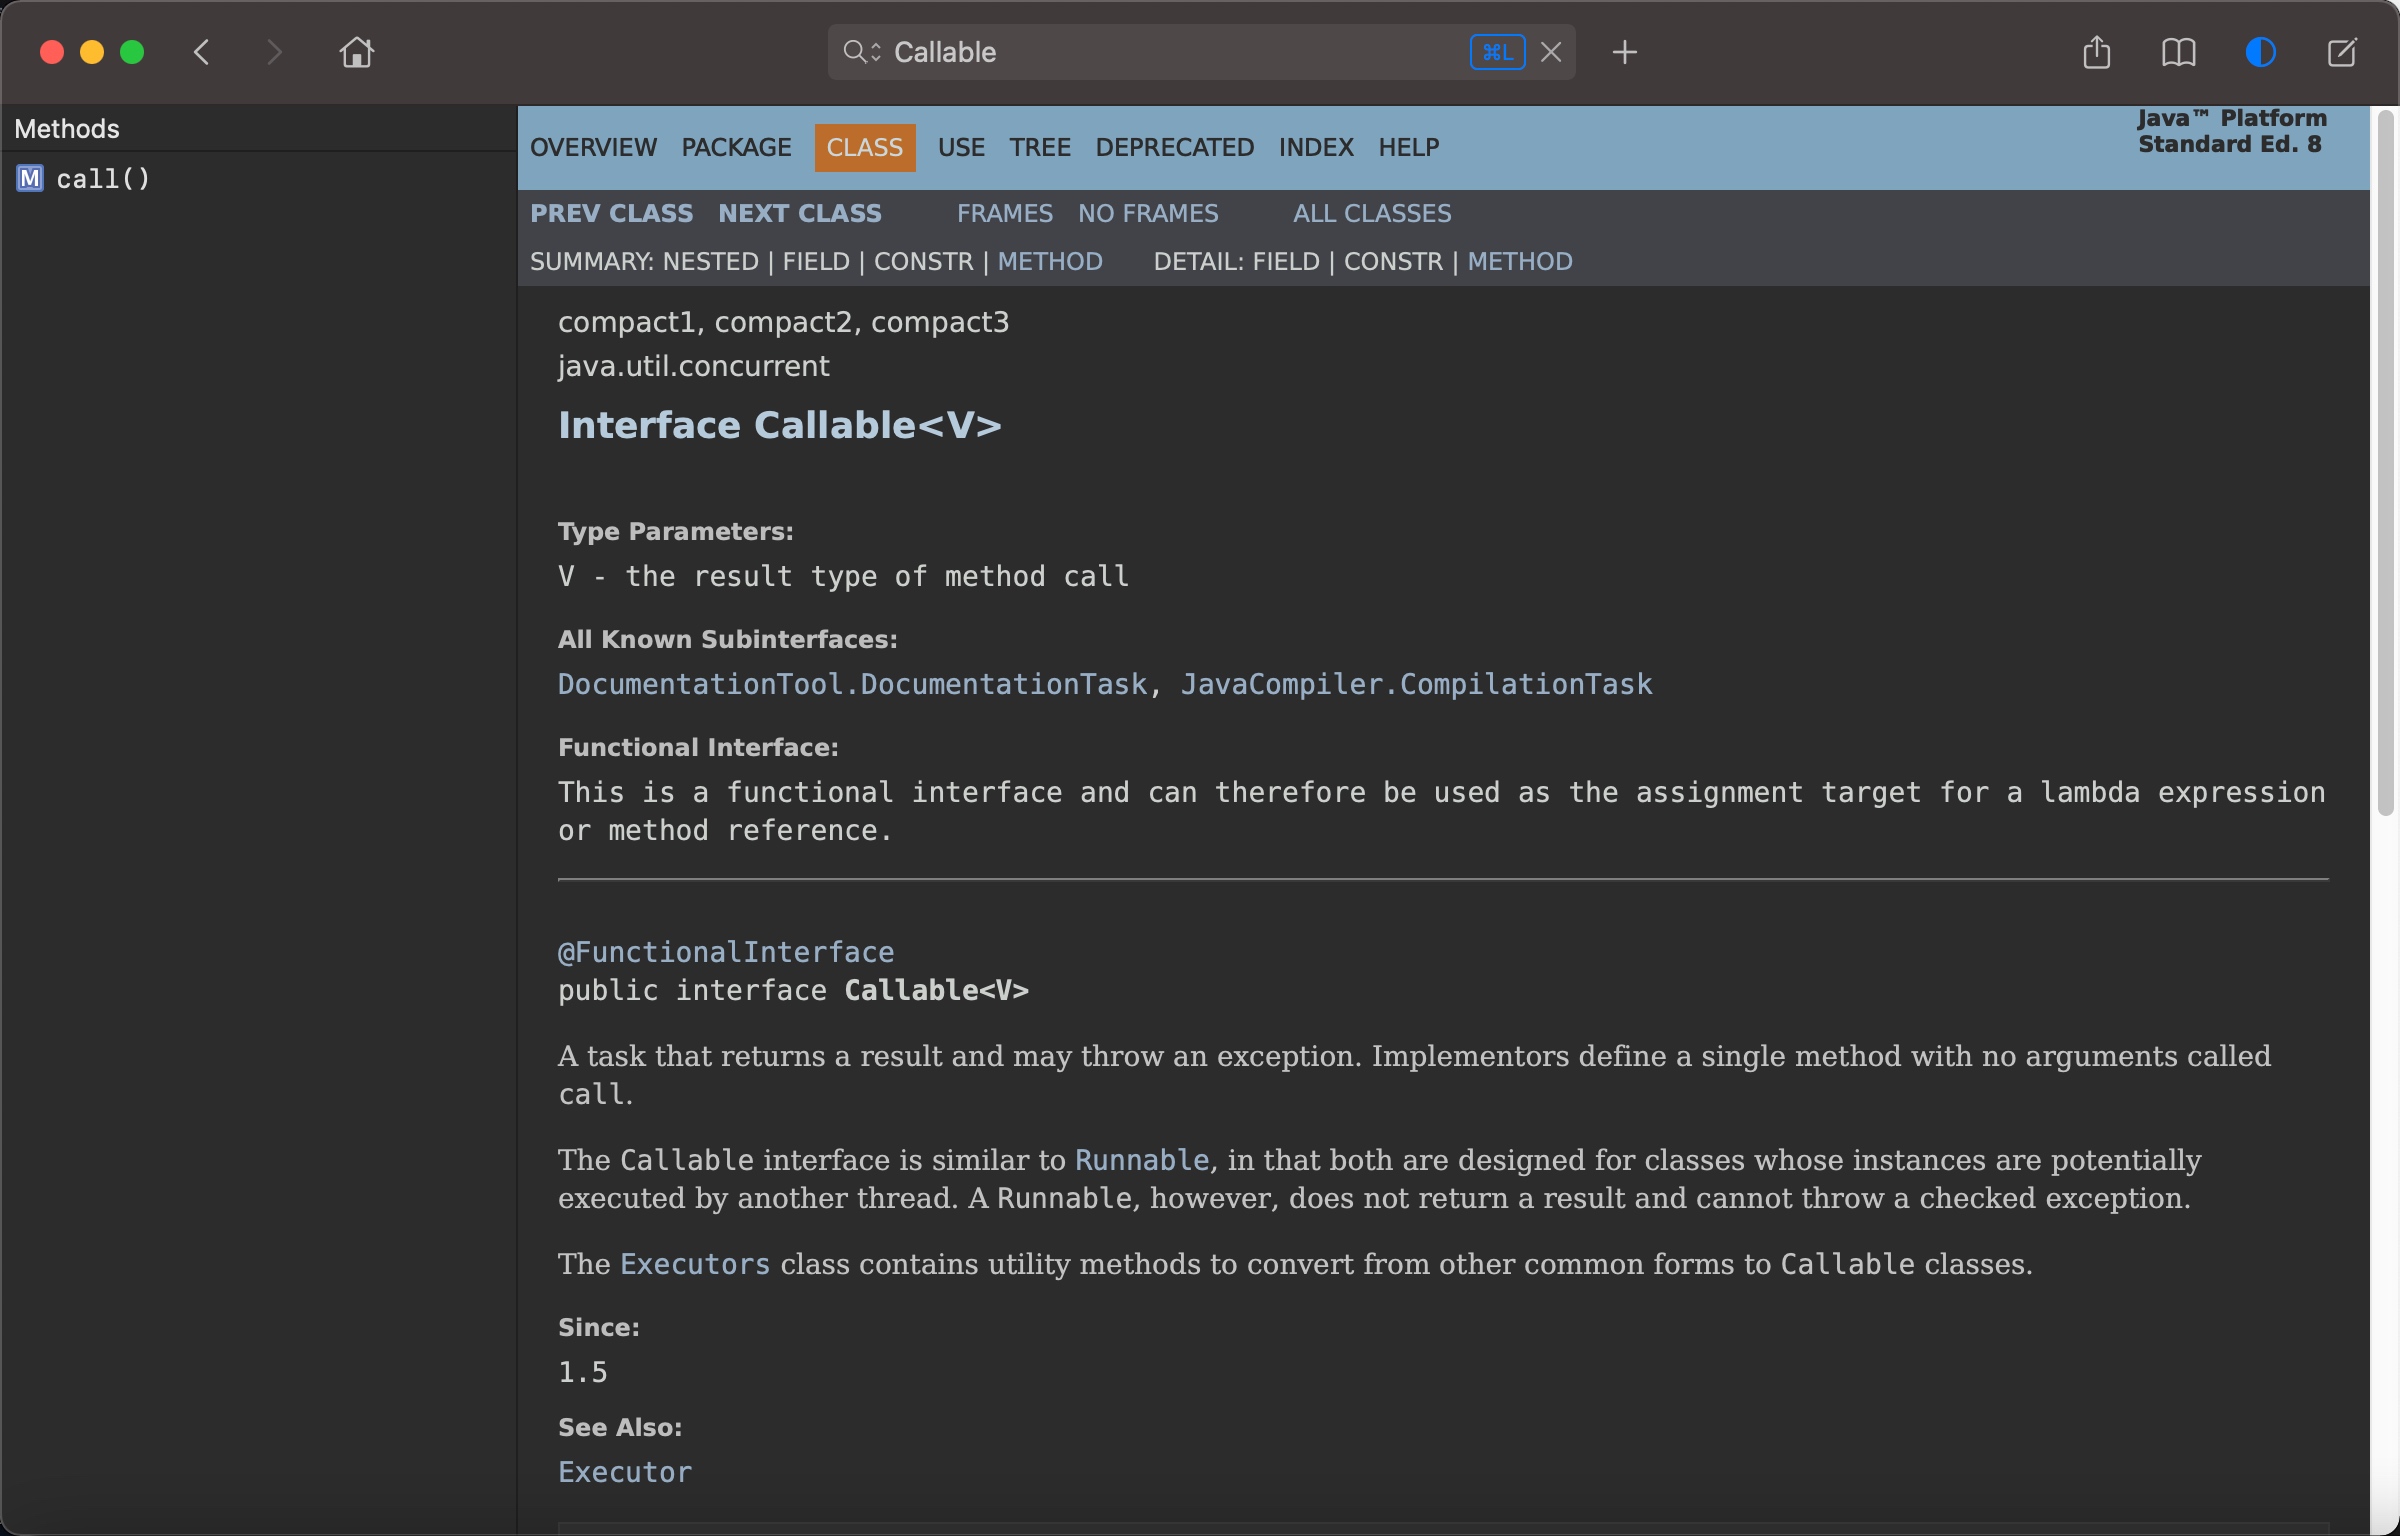 Callable ⌘L
Methods
M call()
OVERVIEW PACKAGE CLASS USE TREE DEPRECATED INDEX HELP
Java™ Platform
Standard Ed. 8
PREV CLASS NEXT CLASS FRAMES NO FRAMES ALL CLASSES
SUMMARY: NESTED | FIELD | CONSTR | METHOD DETAIL: FIELD | CONSTR | METHOD
compact1, compact2, compact3
java.util.concurrent
Interface Callable<V>
Type Parameters:
V - the result type of method call
All Known Subinterfaces:
DocumentationTool.DocumentationTask, JavaCompiler.CompilationTask
Functional Interface:
This is a functional interface and can therefore be used as the assignment target for a lambda expression
or method reference.
@FunctionalInterface
public interface Callable<V>
A task that returns a result and may throw an exception. Implementors define a single method with no arguments called
call.
The Callable interface is similar to Runnable, in that both are designed for classes whose instances are potentially
executed by another thread. A Runnable, however, does not return a result and cannot throw a checked exception.
The Executors class contains utility methods to convert from other common forms to Callable classes.
Since:
1.5
See Also:
Executor